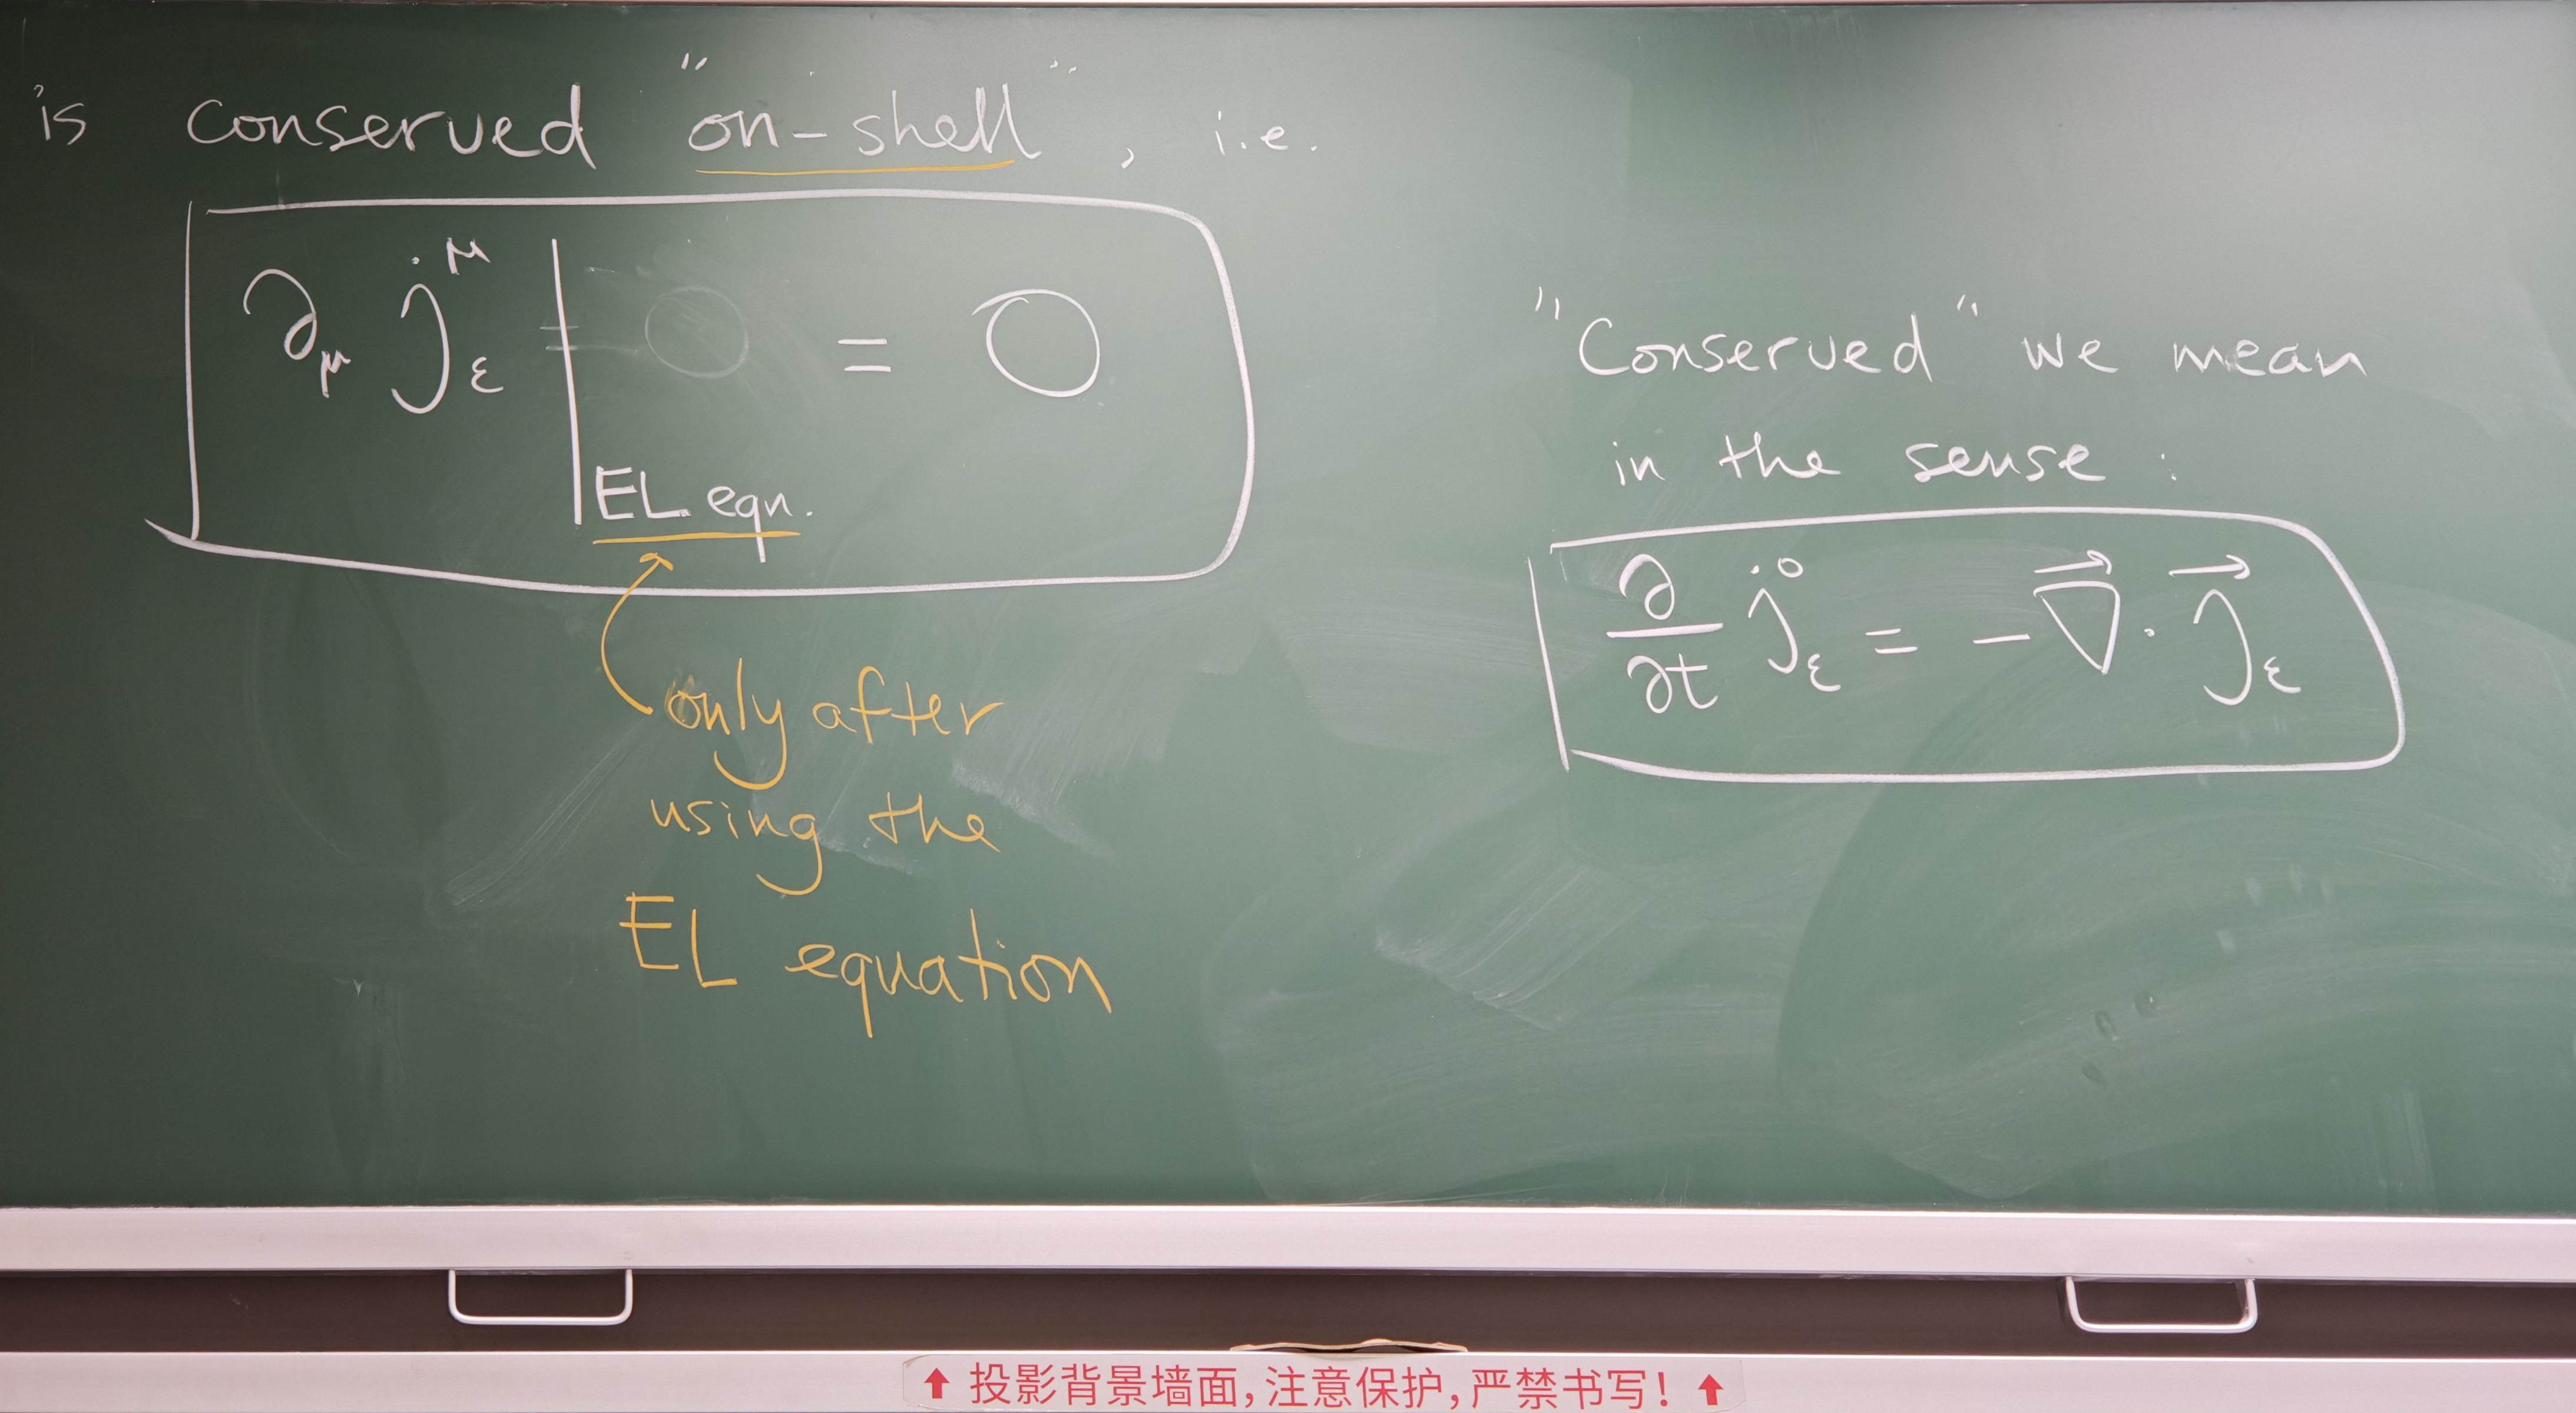 is conserved "on-shell", i.e.
∂_μ j^μ_ε |_{EL eqn.} = 0
only after
using the
EL equation
"Conserved" we mean
in the sense :
∂/∂t j^0_ε = -∇⃗ · j⃗_ε
⬆ 投影背景墙面,注意保护,严禁书写! ⬆